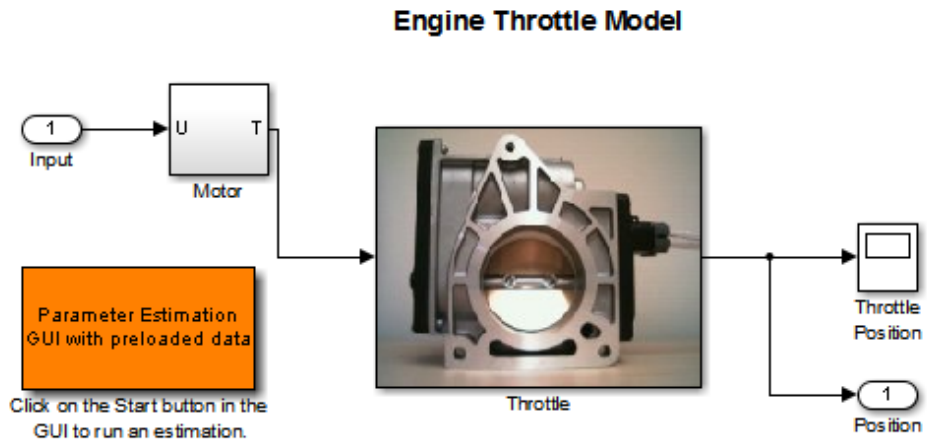 Engine Throttle Model
1
Input
U T
Motor
Parameter Estimation
GUI with preloaded data
Click on the Start button in the
GUI to run an estimation.
Throttle
Throttle
Position
1
Position